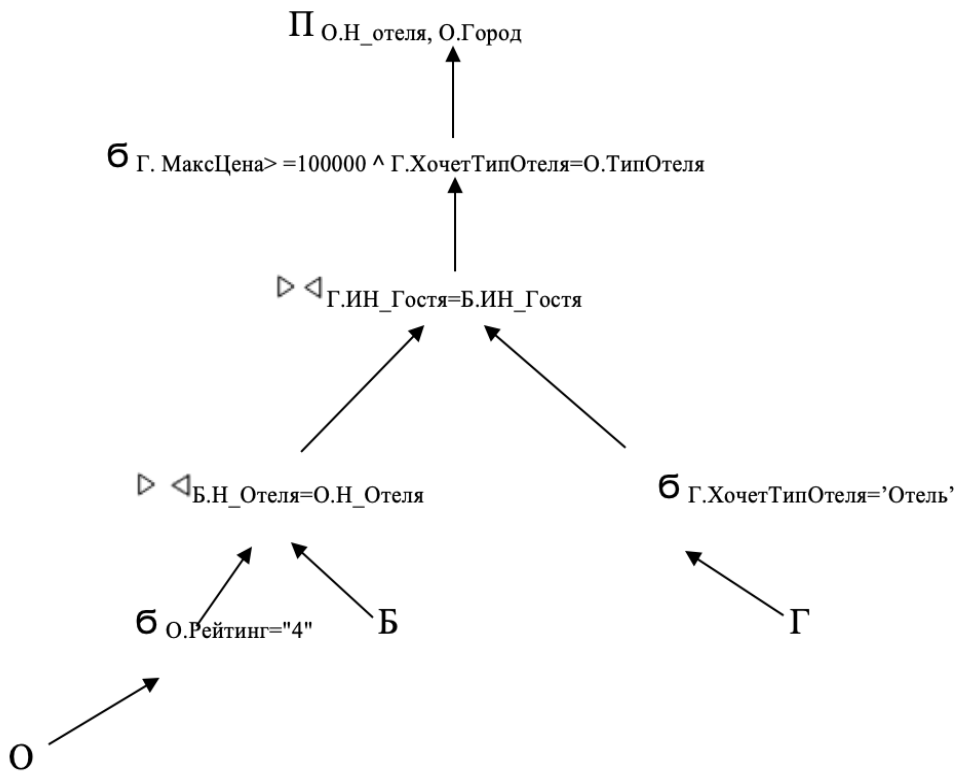 П О.Н_отеля, О.Город
б Г. МаксЦена> =100000 ^ Г.ХочетТипОтеля=О.ТипОтеля
Г.ИН_Гостя=Б.ИН_Гостя
Б.Н_Отеля=О.Н_Отеля
б Г.ХочетТипОтеля=’Отель’
б О.Рейтинг="4"
Б
Г
О